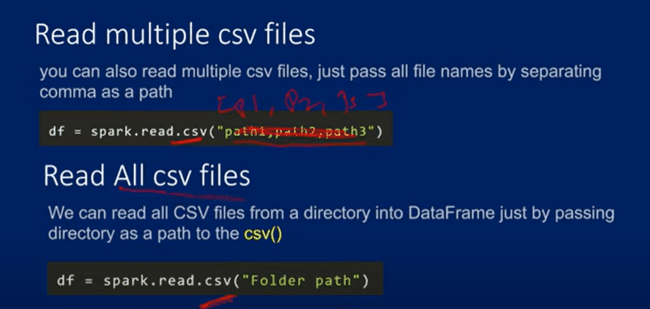 Read multiple csv files
you can also read multiple csv files, just pass all file names by separating
comma as a path
[p1, P2, 3s]
df = spark.read.csv("path1,path2,path3")
Read All csv files
We can read all CSV files from a directory into DataFrame just by passing
directory as a path to the csv()
df = spark.read.csv("Folder path")